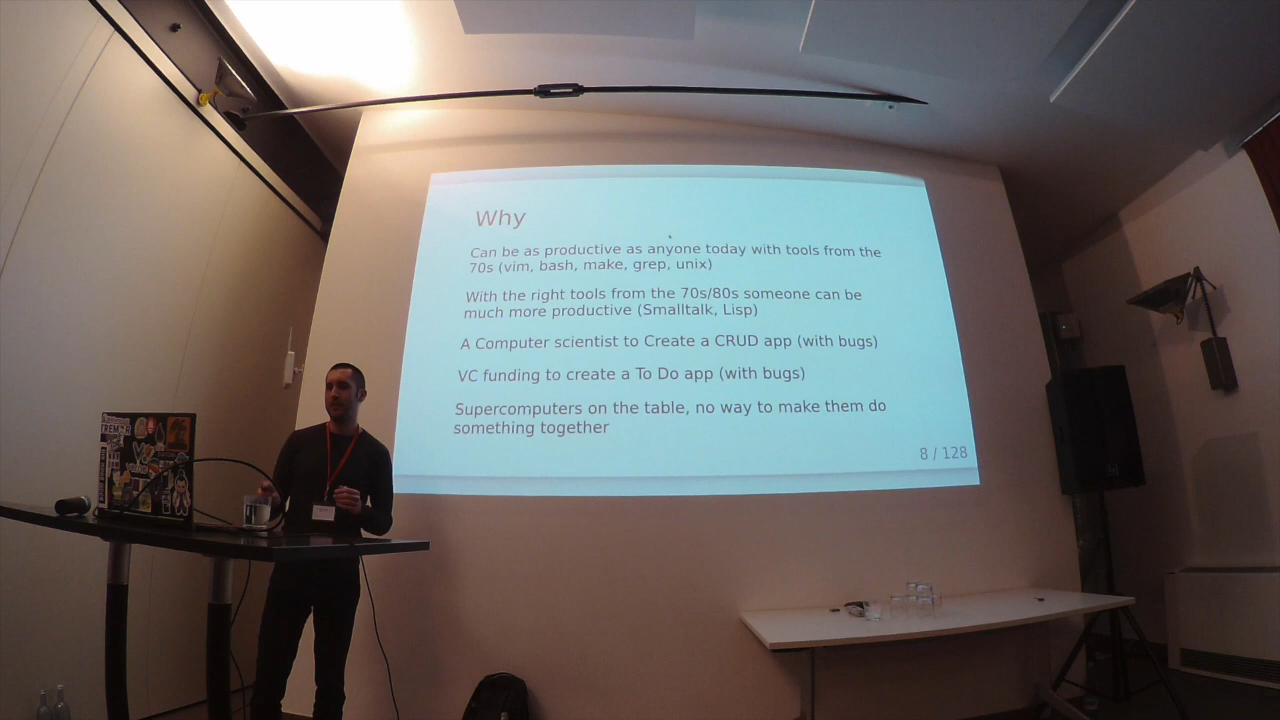 Why
Can be as productive as anyone today with tools from the
70s (vim, bash, make, grep, unix)
With the right tools from the 70s/80s someone can be
much more productive (Smalltalk, Lisp)
A Computer scientist to Create a CRUD app (with bugs)
VC funding to create a To Do app (with bugs)
Supercomputers on the table, no way to make them do
something together
8 / 128